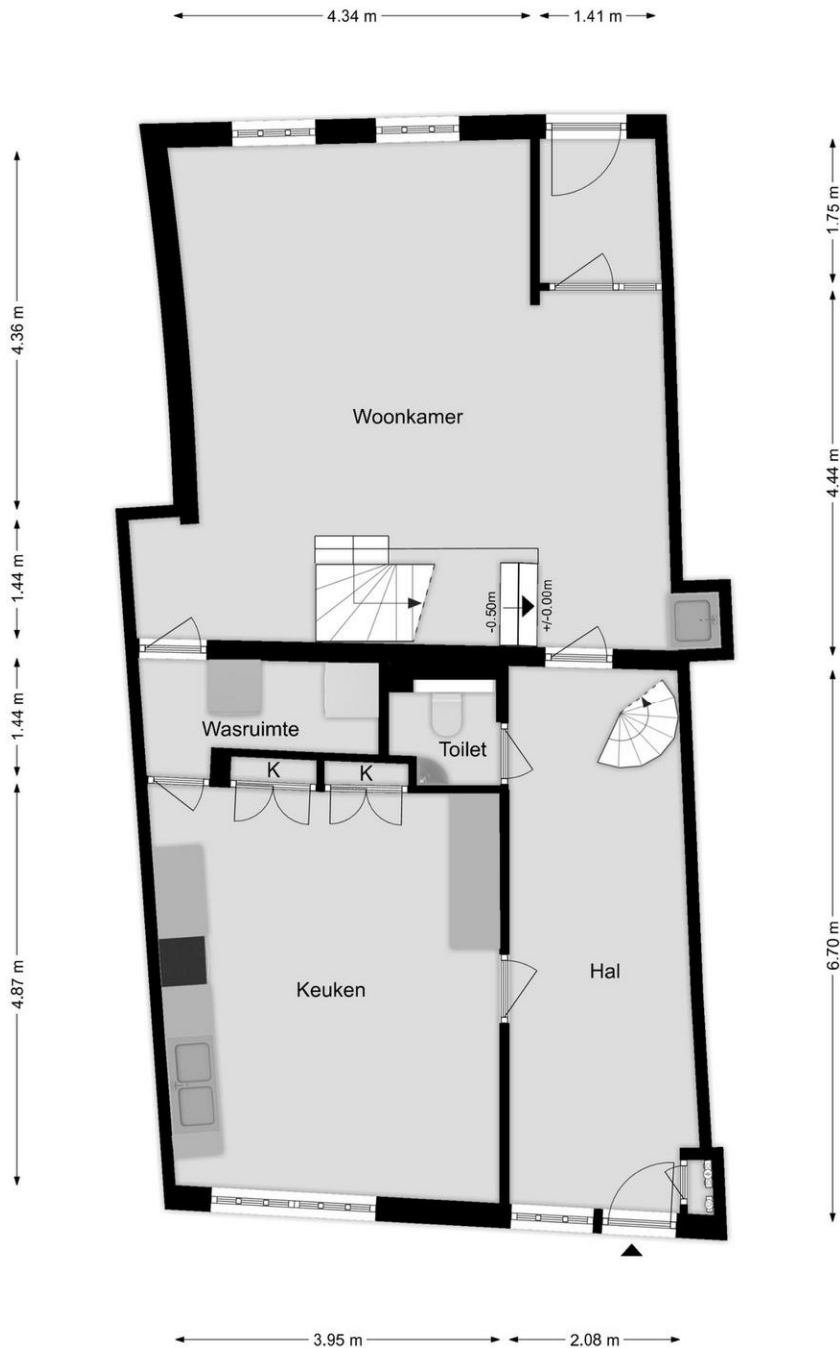 4.34 m
1.41 m
1.75 m
4.36 m
Woonkamer
4.44 m
1.44 m
-0.50m
+/-0.00m
1.44 m
Wasruimte
Toilet
K
K
4.87 m
Keuken
Hal
6.70 m
3.95 m
2.08 m